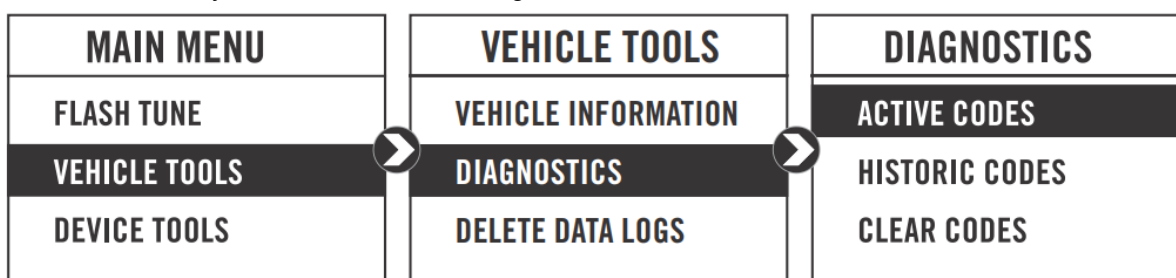 MAIN MENU
FLASH TUNE
VEHICLE TOOLS
DEVICE TOOLS
VEHICLE TOOLS
VEHICLE INFORMATION
DIAGNOSTICS
DELETE DATA LOGS
DIAGNOSTICS
ACTIVE CODES
HISTORIC CODES
CLEAR CODES